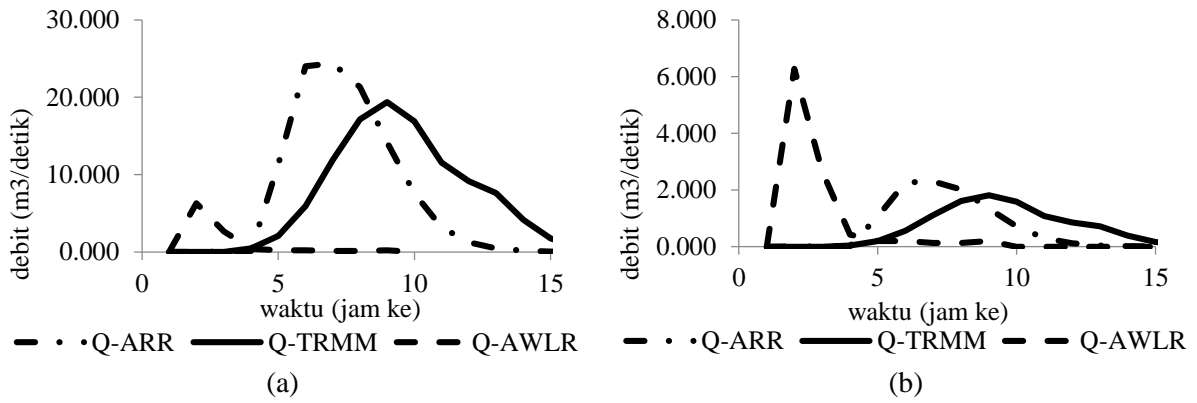 30.000
20.000
10.000
0.000
debit (m3/detik)
0 5 10 15
waktu (jam ke)
Q-ARR Q-TRMM Q-AWLR
(a)
8.000
6.000
4.000
2.000
0.000
debit (m3/detik)
0 5 10 15
waktu (jam ke)
Q-ARR Q-TRMM Q-AWLR
(b)